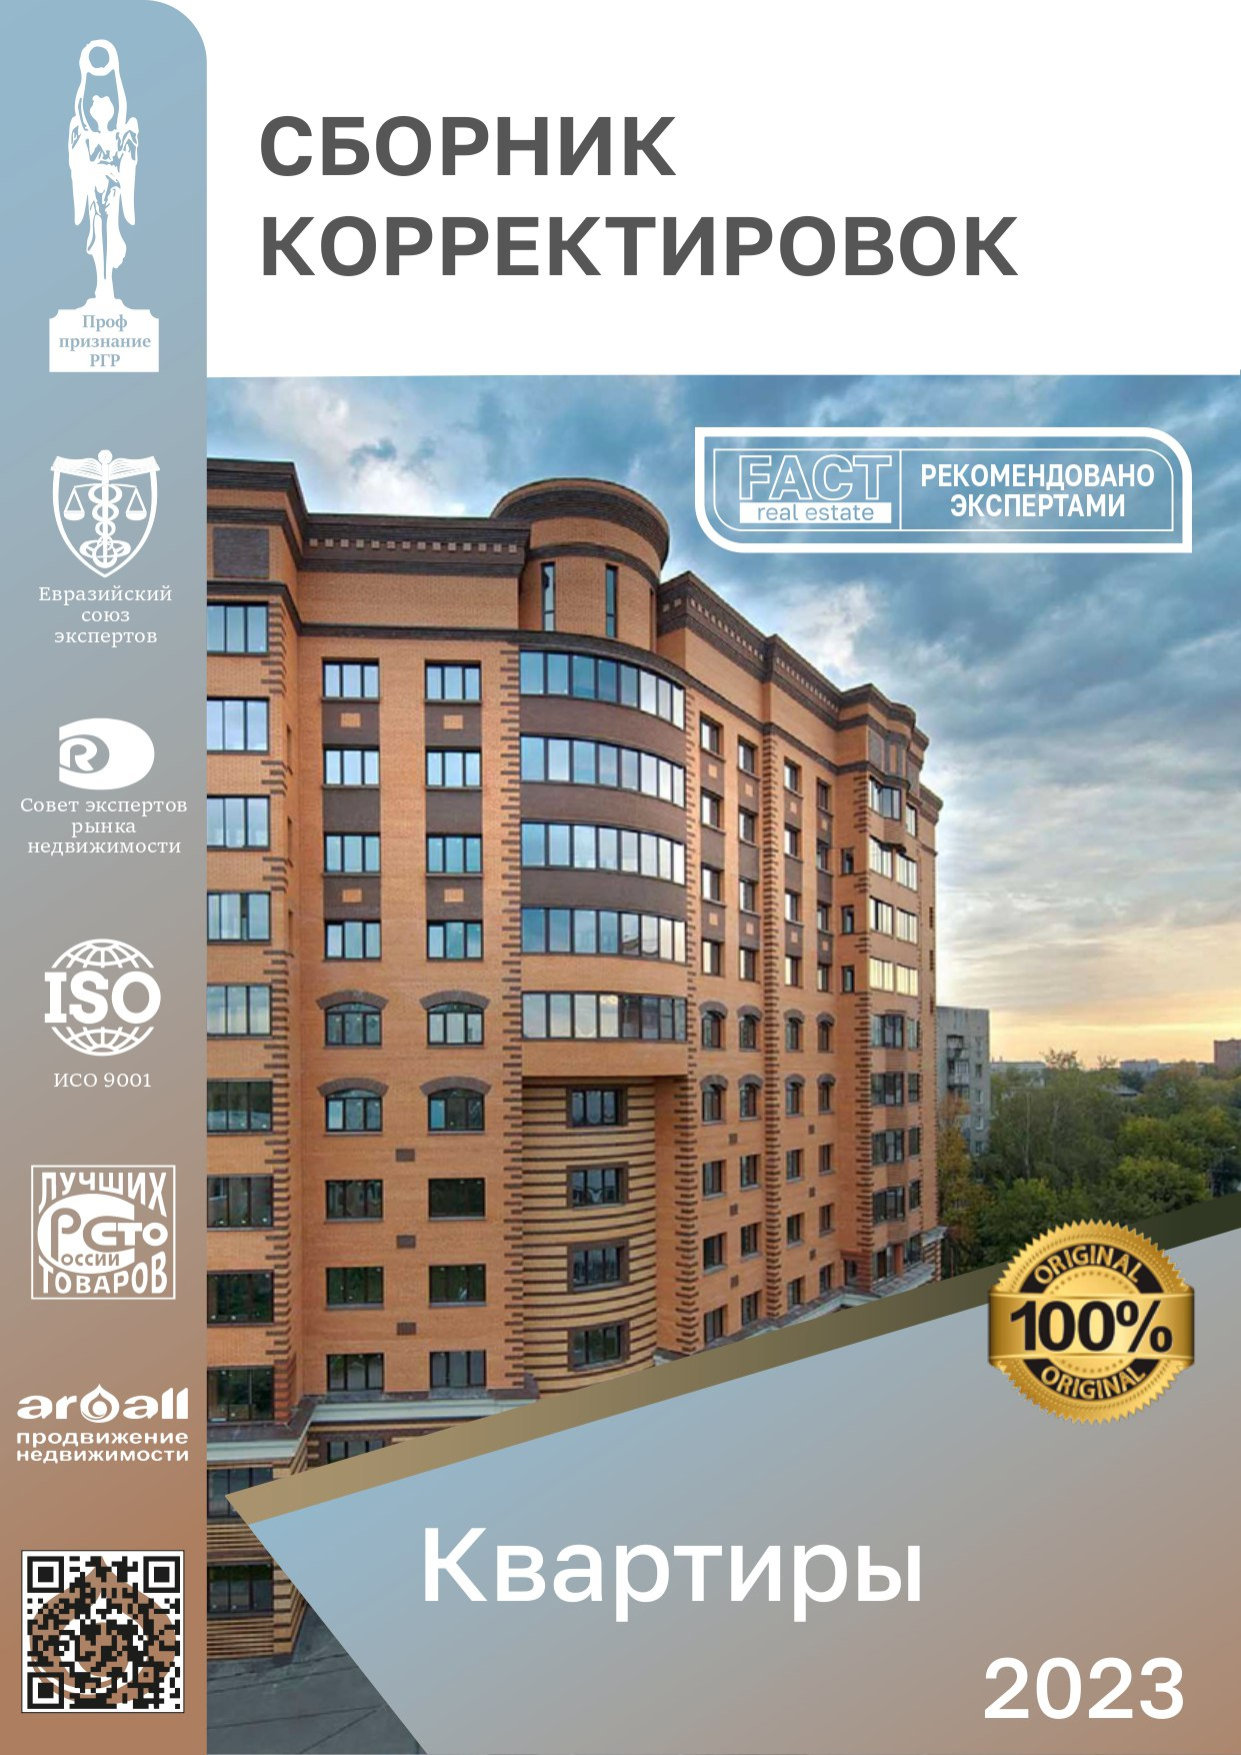 СБОРНИК
КОРРЕКТИРОВОК
Проф
признание
РГР
FACT
real estate
РЕКОМЕНДОВАНО
ЭКСПЕРТАМИ
Евразийский
союз
экспертов
R
Совет экспертов
рынка
недвижимости
ISO
ИСО 9001
ЛУЧШИХ
СТО
РОССИИ
ТОВАРОВ
ORIGINAL
100%
ORIGINAL
aroall
продвижение
недвижимости
Квартиры
2023